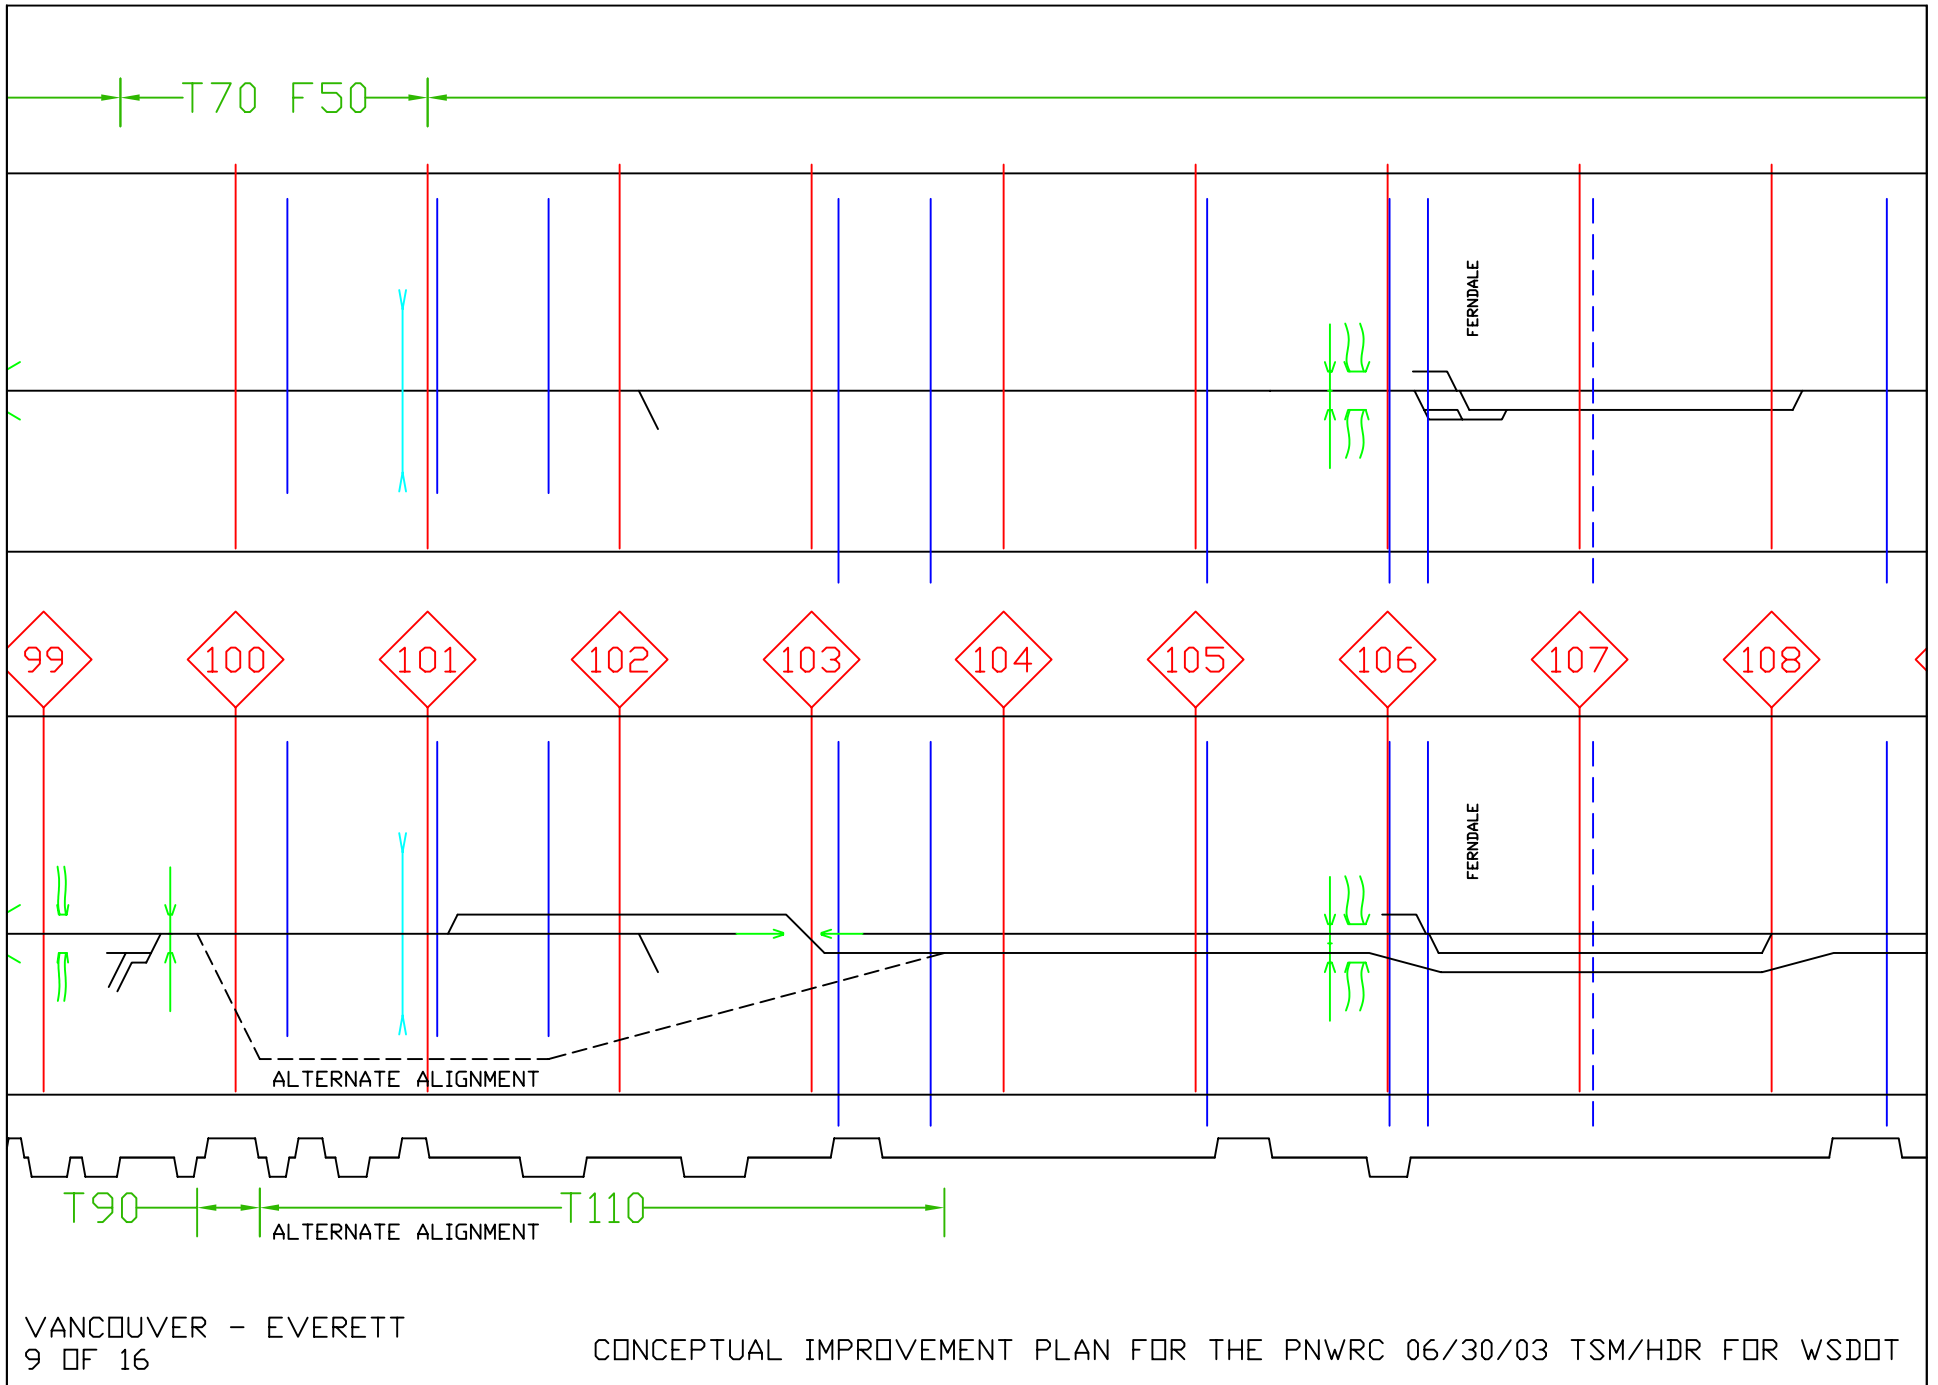 T70 F50
FERNDALE
99 100 101 102 103 104 105 106 107 108
FERNDALE
ALTERNATE ALIGNMENT
T90 T110
ALTERNATE ALIGNMENT
VANCOUVER - EVERETT
9 OF 16
CONCEPTUAL IMPROVEMENT PLAN FOR THE PNWRC 06/30/03 TSM/HDR FOR WSDOT